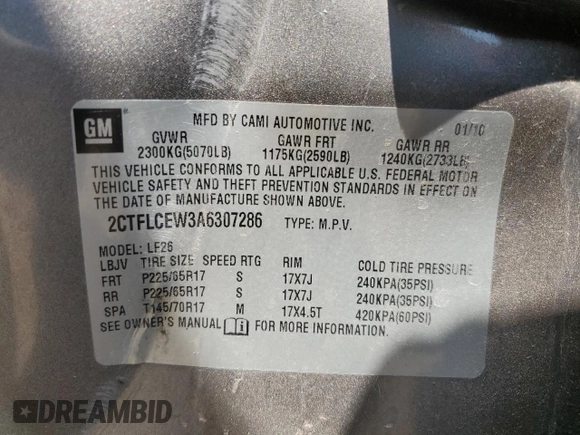 GM
MFD BY CAMI AUTOMOTIVE INC. 01/10
GVWR GAWR FRT GAWR RR
2300KG(5070LB) 1175KG(2590LB) 1240KG(2733LB)
THIS VEHICLE CONFORMS TO ALL APPLICABLE U.S. FEDERAL MOTOR
VEHICLE SAFETY AND THEFT PREVENTION STANDARDS IN EFFECT ON
THE DATE OF MANUFACTURE SHOWN ABOVE.
2CTFLCEW3A6307286 TYPE: M.P.V.
MODEL: LF26
LBJV TIRE SIZE SPEED RTG RIM COLD TIRE PRESSURE
FRT P225/65R17 S 17X7J 240KPA(35PSI)
RR P225/65R17 S 17X7J 240KPA(35PSI)
SPA T145/70R17 M 17X4.5T 420KPA(60PSI)
SEE OWNER'S MANUAL FOR MORE INFORMATION.
DREAMBID